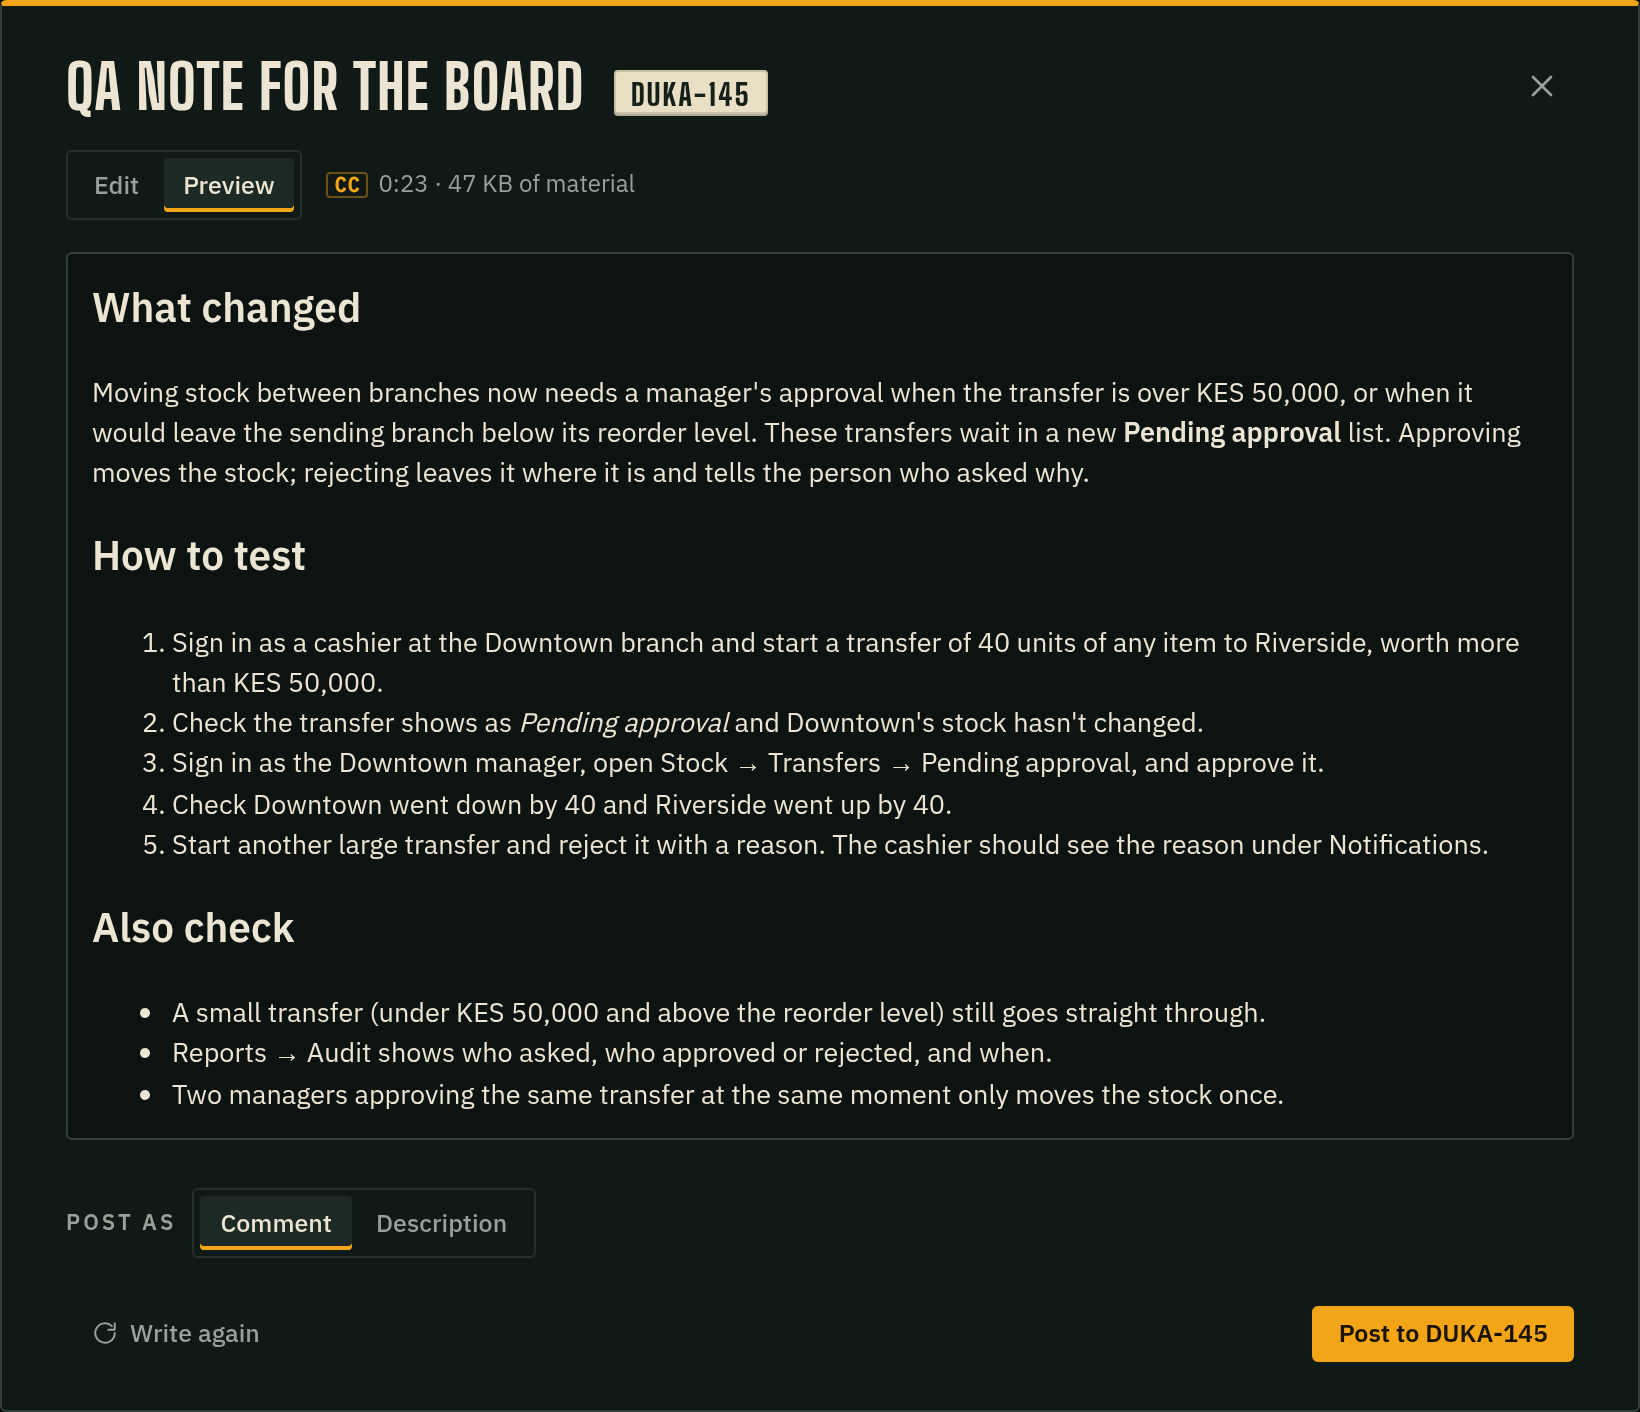 QA NOTE FOR THE BOARD DUKA-145
Edit Preview CC 0:23 · 47 KB of material
What changed
Moving stock between branches now needs a manager's approval when the transfer is over KES 50,000, or when it
would leave the sending branch below its reorder level. These transfers wait in a new Pending approval list. Approving
moves the stock; rejecting leaves it where it is and tells the person who asked why.
How to test
1. Sign in as a cashier at the Downtown branch and start a transfer of 40 units of any item to Riverside, worth more
than KES 50,000.
2. Check the transfer shows as Pending approval and Downtown's stock hasn't changed.
3. Sign in as the Downtown manager, open Stock → Transfers → Pending approval, and approve it.
4. Check Downtown went down by 40 and Riverside went up by 40.
5. Start another large transfer and reject it with a reason. The cashier should see the reason under Notifications.
Also check
• A small transfer (under KES 50,000 and above the reorder level) still goes straight through.
• Reports → Audit shows who asked, who approved or rejected, and when.
• Two managers approving the same transfer at the same moment only moves the stock once.
POST AS Comment Description
Write again Post to DUKA-145